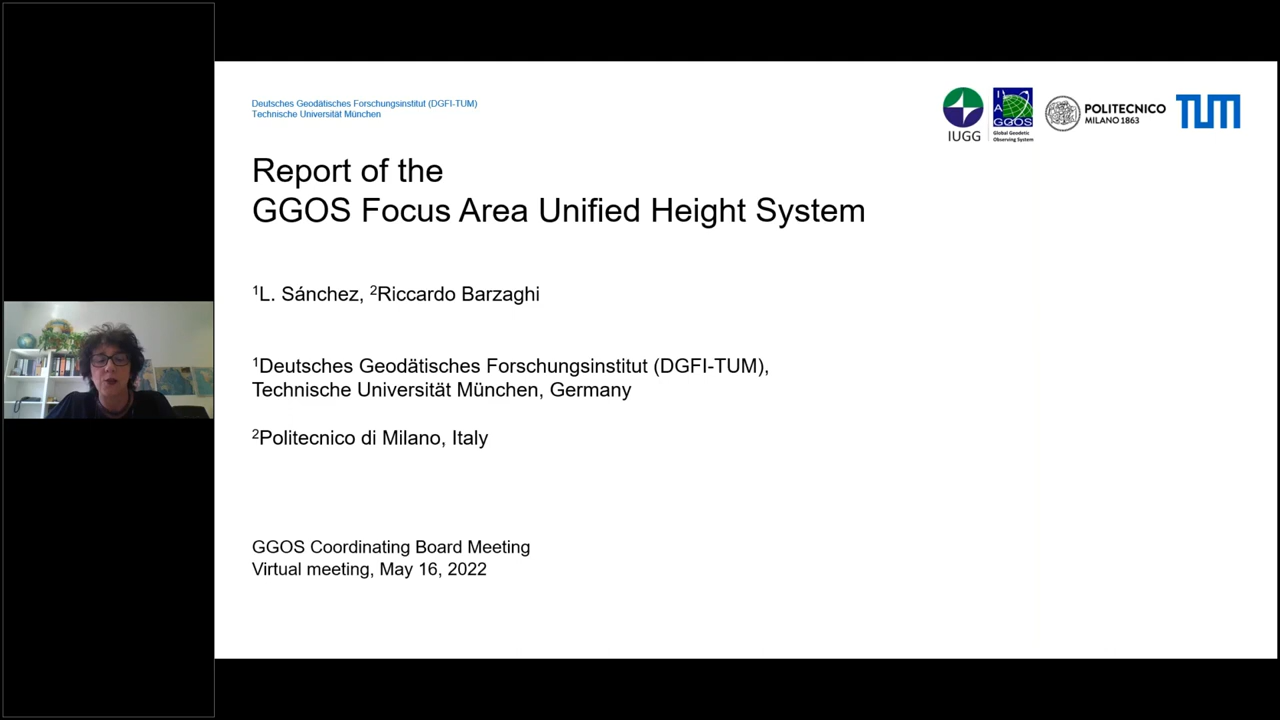 Deutsches Geodätisches Forschungsinstitut (DGFI-TUM)
Technische Universität München
IUGG
GGOS
Global Geodetic
Observing System
POLITECNICO
MILANO 1863
TUM
Report of the
GGOS Focus Area Unified Height System
¹L. Sánchez, ²Riccardo Barzaghi
¹Deutsches Geodätisches Forschungsinstitut (DGFI-TUM),
Technische Universität München, Germany
²Politecnico di Milano, Italy
GGOS Coordinating Board Meeting
Virtual meeting, May 16, 2022